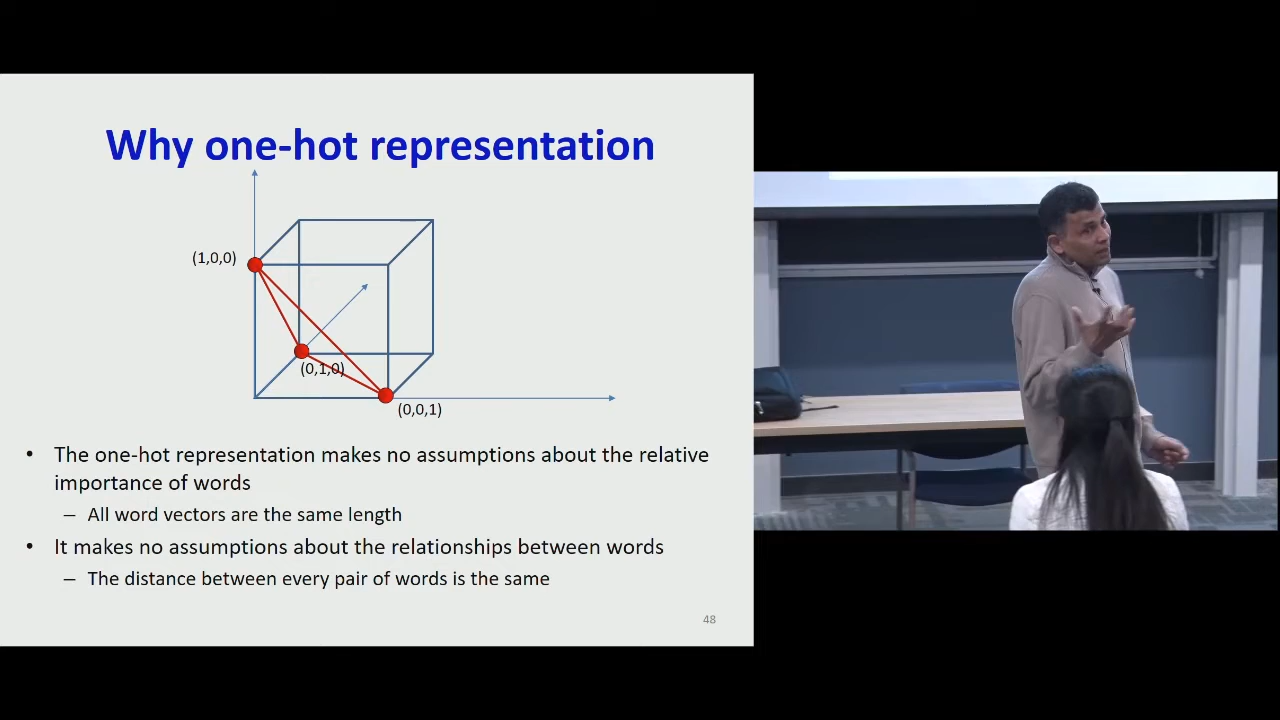 Why one-hot representation
(1,0,0)
(0,1,0)
(0,0,1)
• The one-hot representation makes no assumptions about the relative
importance of words
– All word vectors are the same length
• It makes no assumptions about the relationships between words
– The distance between every pair of words is the same
48